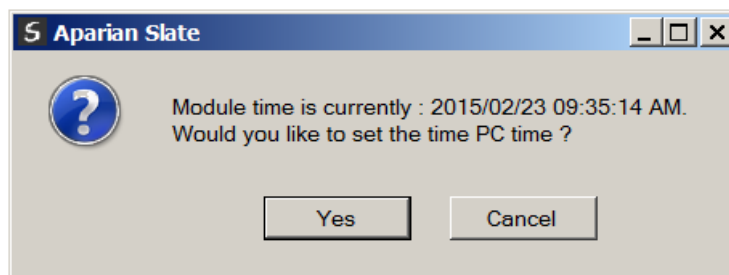 S Aparian Slate
Module time is currently : 2015/02/23 09:35:14 AM.
Would you like to set the time PC time ?
Yes
Cancel